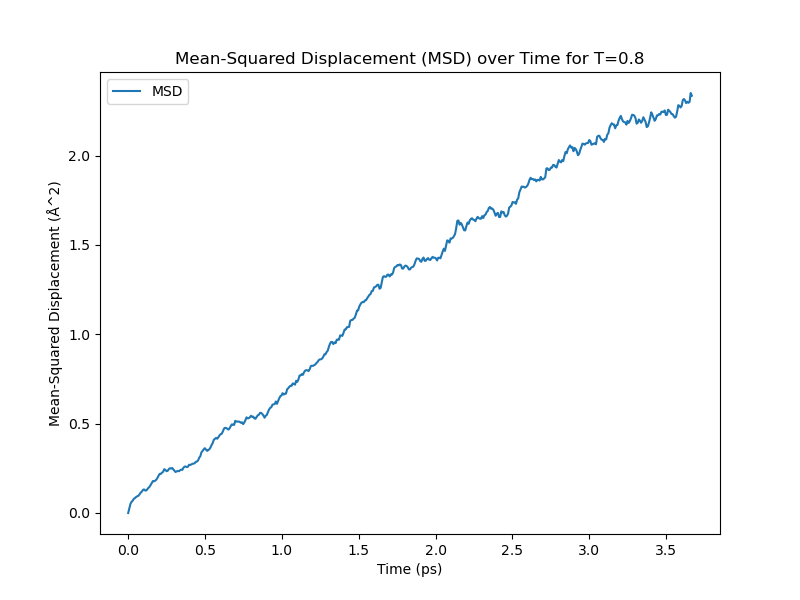 Mean-Squared Displacement (MSD) over Time for T=0.8
MSD
Mean-Squared Displacement (Å^2)
2.0
1.5
1.0
0.5
0.0
0.0 0.5 1.0 1.5 2.0 2.5 3.0 3.5
Time (ps)